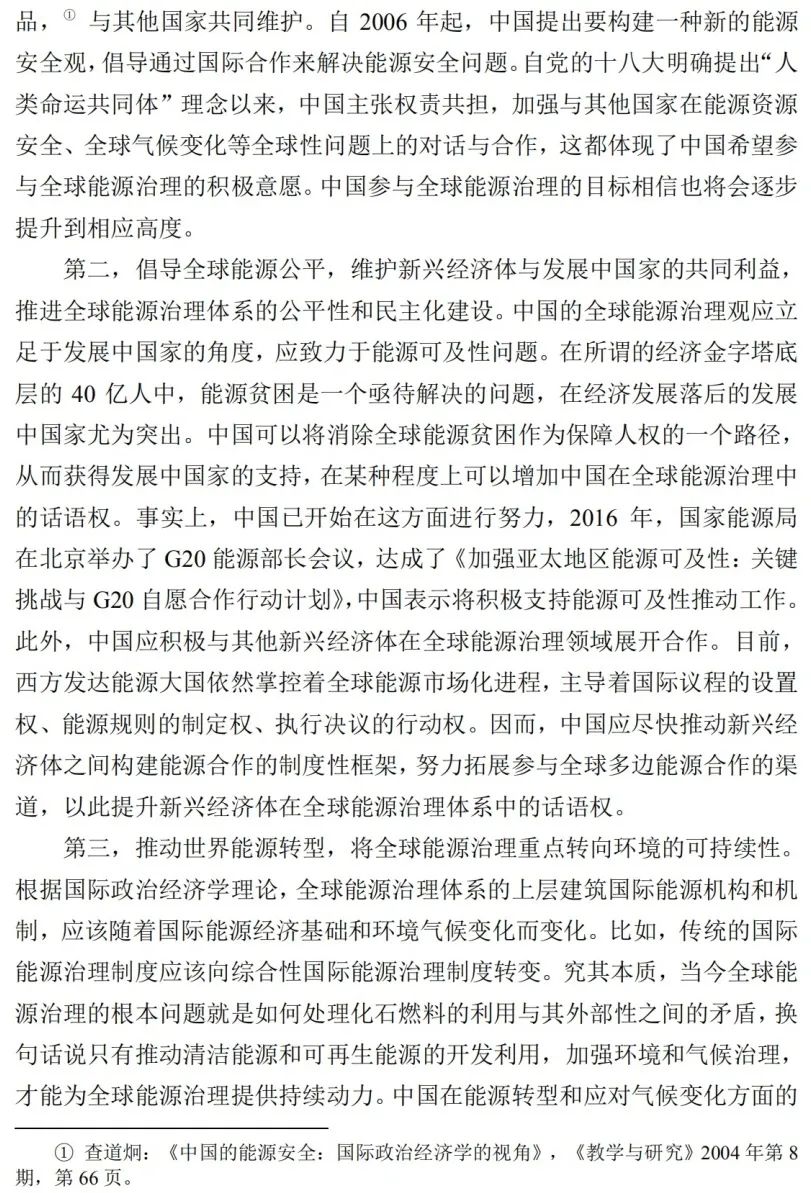 品，① 与其他国家共同维护。自 2006 年起，中国提出要构建一种新的能源
安全观，倡导通过国际合作来解决能源安全问题。自党的十八大明确提出“人
类命运共同体”理念以来，中国主张权责共担，加强与其他国家在能源资源
安全、全球气候变化等全球性问题上的对话与合作，这都体现了中国希望参
与全球能源治理的积极意愿。中国参与全球能源治理的目标相信也将会逐步
提升到相应高度。
第二，倡导全球能源公平，维护新兴经济体与发展中国家的共同利益，
推进全球能源治理体系的公平性和民主化建设。中国的全球能源治理观应立
足于发展中国家的角度，应致力于能源可及性问题。在所谓的经济金字塔底
层的 40 亿人中，能源贫困是一个亟待解决的问题，在经济发展落后的发展
中国家尤为突出。中国可以将消除全球能源贫困作为保障人权的一个路径，
从而获得发展中国家的支持，在某种程度上可以增加中国在全球能源治理中
的话语权。事实上，中国已开始在这方面进行努力，2016 年，国家能源局
在北京举办了 G20 能源部长会议，达成了《加强亚太地区能源可及性：关键
挑战与 G20 自愿合作行动计划》，中国表示将积极支持能源可及性推动工作。
此外，中国应积极与其他新兴经济体在全球能源治理领域展开合作。目前，
西方发达能源大国依然掌控着全球能源市场化进程，主导着国际议程的设置
权、能源规则的制定权、执行决议的行动权。因而，中国应尽快推动新兴经
济体之间构建能源合作的制度性框架，努力拓展参与全球多边能源合作的渠
道，以此提升新兴经济体在全球能源治理体系中的话语权。
第三，推动世界能源转型，将全球能源治理重点转向环境的可持续性。
根据国际政治经济学理论，全球能源治理体系的上层建筑国际能源机构和机
制，应该随着国际能源经济基础和环境气候变化而变化。比如，传统的国际
能源治理制度应该向综合性国际能源治理制度转变。究其本质，当今全球能
源治理的根本问题就是如何处理化石燃料的利用与其外部性之间的矛盾，换
句话说只有推动清洁能源和可再生能源的开发利用，加强环境和气候治理，
才能为全球能源治理提供持续动力。中国在能源转型和应对气候变化方面的
① 查道炯：《中国的能源安全：国际政治经济学的视角》，《教学与研究》2004 年第 8
期，第 66 页。